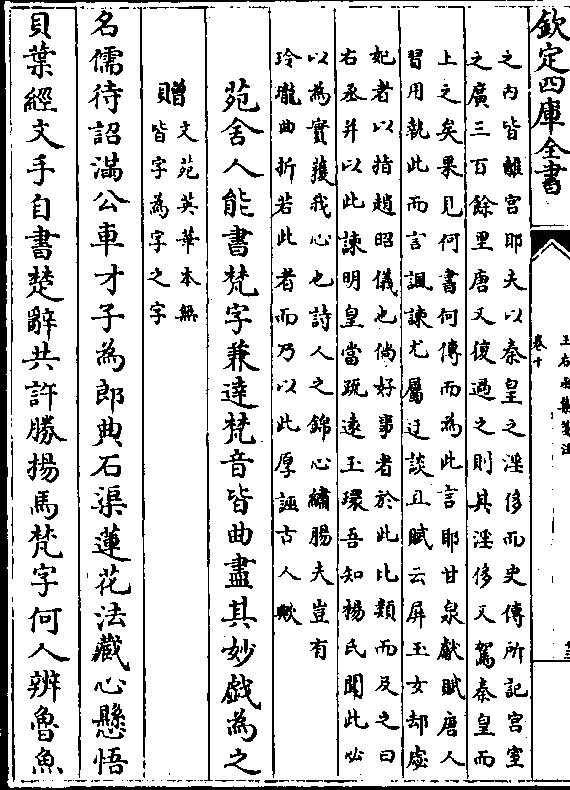 欽定四庫全書
王右丞集箋注
卷十
之内皆離宮耶夫以秦皇之淫侈而史傳所記宮室
之廣三百餘里唐又復過之則其淫侈又駕秦皇而
上之矣果見何書何傳而為此言耶甘泉獻賦唐人
習用執此而言諷諫尤屬迂談且賦云屏玉女却虙
妃者以指趙昭儀也倘好事者於此比類而及之曰
右丞并以此諫明皇當疏遠玉環吾知楊氏聞此必
以為實獲我心也詩人之錦心繡腸夫豈有
玲瓏曲折若此者而乃以此厚誣古人歟
苑舍人能書梵字兼達梵音皆曲盡其妙戲為之
贈
文苑英華本無
皆字為字之字
名儒待詔滿公車才子為郎典石渠蓮花法藏心懸悟
貝葉經文手自書楚辭共許勝揚馬梵字何人辨魯魚